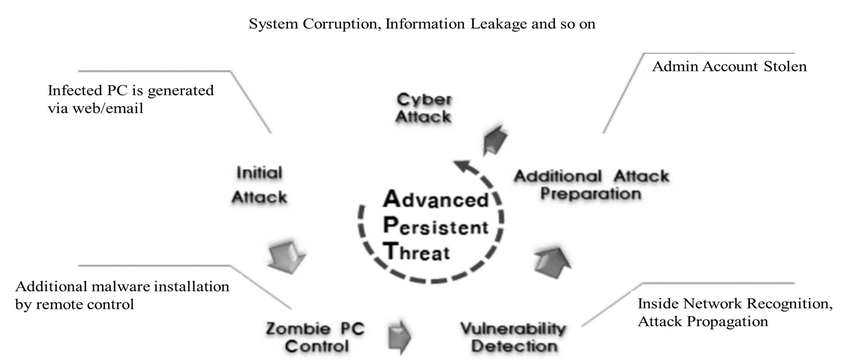 System Corruption, Information Leakage and so on
Admin Account Stolen
Infected PC is generated
via web/email
Cyber
Attack
Initial
Attack
Additional Attack
Preparation
Advanced
Persistent
Threat
Additional malware installation
by remote control
Inside Network Recognition,
Attack Propagation
Zombie PC
Control
Vulnerability
Detection